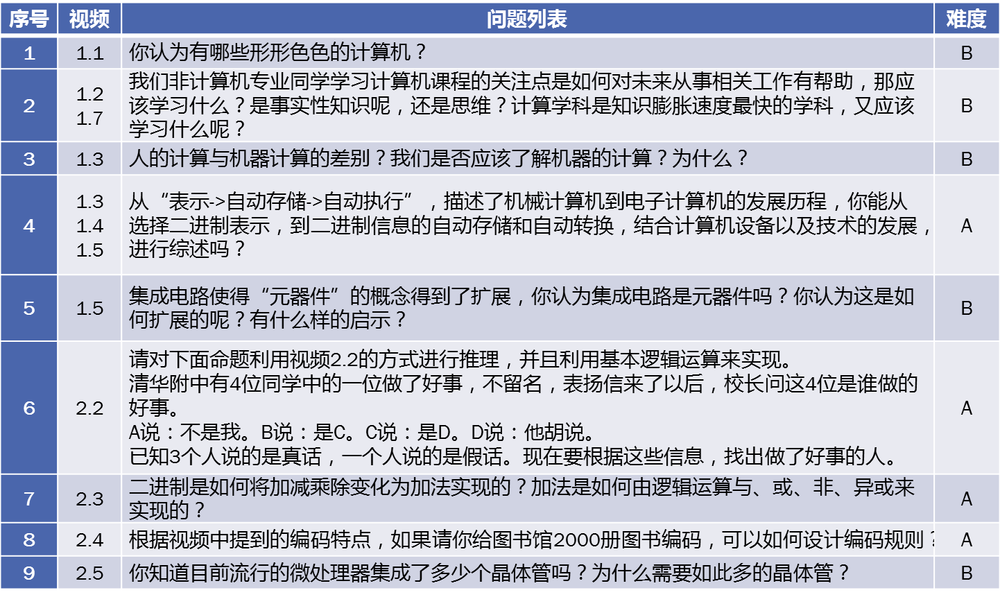 序号 视频 问题列表 难度
1 1.1 你认为有哪些形形色色的计算机？ B
2 1.2 1.7 我们非计算机专业同学学习计算机课程的关注点是如何对未来从事相关工作有帮助，那应
该学习什么？是事实性知识呢，还是思维？计算学科是知识膨胀速度最快的学科，又应该
学习什么呢？ B
3 1.3 人的计算与机器计算的差别？我们是否应该了解机器的计算？为什么？ B
4 1.3 1.4 1.5 从“表示->自动存储->自动执行”，描述了机械计算机到电子计算机的发展历程，你能从
选择二进制表示，到二进制信息的自动存储和自动转换，结合计算机设备以及技术的发展，
进行综述吗？ A
5 1.5 集成电路使得“元器件”的概念得到了扩展，你认为集成电路是元器件吗？你认为这是如
何扩展的呢？有什么样的启示？ B
6 2.2 请对下面命题利用视频2.2的方式进行推理，并且利用基本逻辑运算来实现。
清华附中有4位同学中的一位做了好事，不留名，表扬信来了以后，校长问这4位是谁做的
好事。
A说：不是我。B说：是C。C说：是D。D说：他胡说。
已知3个人说的是真话，一个人说的是假话。现在要根据这些信息，找出做了好事的人。 A
7 2.3 二进制是如何将加减乘除变化为加法实现的？加法是如何由逻辑运算与、或、非、异或来
实现的？ A
8 2.4 根据视频中提到的编码特点，如果请你给图书馆2000册图书编码，可以如何设计编码规则？ A
9 2.5 你知道目前流行的微处理器集成了多少个晶体管吗？为什么需要如此多的晶体管？ B